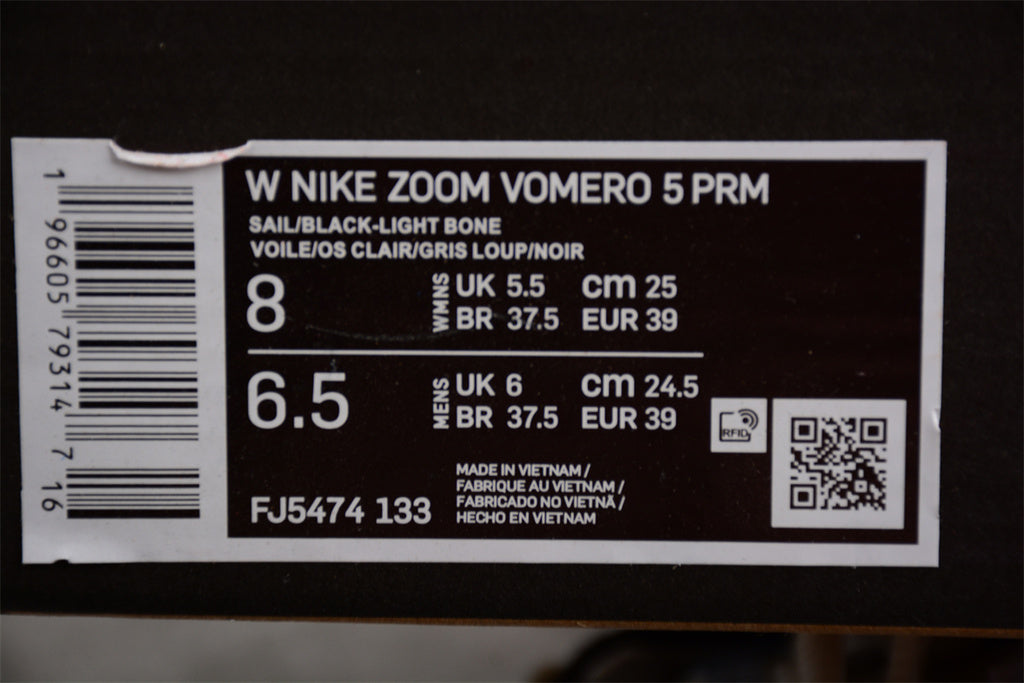 W NIKE ZOOM VOMERO 5 PRM
SAIL/BLACK-LIGHT BONE
VOILE/OS CLAIR/GRIS LOUP/NOIR
8
WMNS
UK 5.5 cm 25
BR 37.5 EUR 39
6.5
MENS
UK 6 cm 24.5
BR 37.5 EUR 39
RFID
MADE IN VIETNAM /
FABRIQUE AU VIETNAM /
FABRICADO NO VIETNÃ /
HECHO EN VIETNAM
FJ5474 133
1 96605 79314 7 16